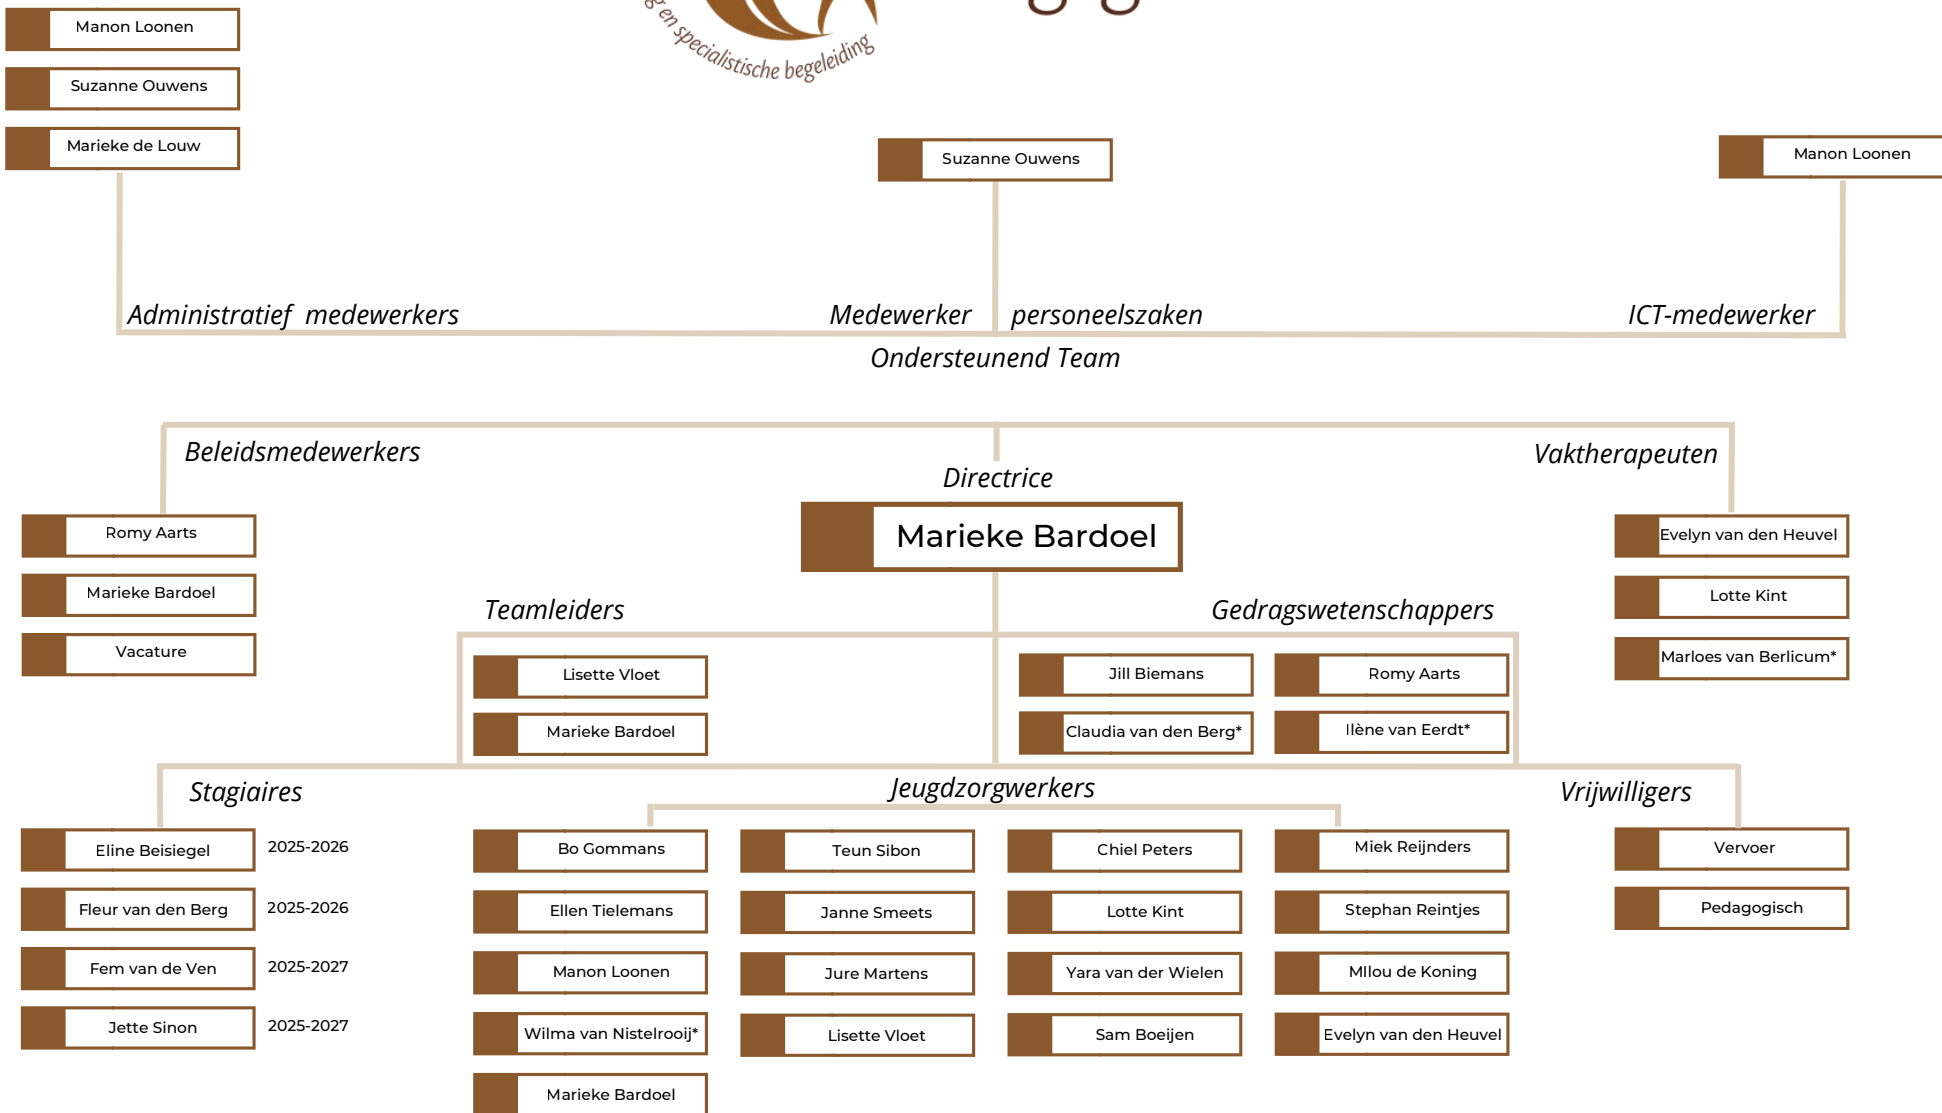 Manon Loonen
Suzanne Ouwens
Marieke de Louw
en specialistische begeleiding
Suzanne Ouwens
Manon Loonen
Administratief medewerkers
Medewerker personeelszaken
ICT-medewerker
Ondersteunend Team
Beleidsmedewerkers
Vaktherapeuten
Directrice
Marieke Bardoel
Romy Aarts
Marieke Bardoel
Vacature
Evelyn van den Heuvel
Lotte Kint
Marloes van Berlicum*
Teamleiders
Gedragswetenschappers
Lisette Vloet
Marieke Bardoel
Jill Biemans
Romy Aarts
Claudia van den Berg*
Ilène van Eerdt*
Stagiaires
Jeugdzorgwerkers
Vrijwilligers
Eline Beisiegel 2025-2026
Fleur van den Berg 2025-2026
Fem van de Ven 2025-2027
Jette Sinon 2025-2027
Bo Gommans
Ellen Tielemans
Manon Loonen
Wilma van Nistelrooij*
Marieke Bardoel
Teun Sibon
Janne Smeets
Jure Martens
Lisette Vloet
Chiel Peters
Lotte Kint
Yara van der Wielen
Sam Boeijen
Miek Reijnders
Stephan Reintjes
MIlou de Koning
Evelyn van den Heuvel
Vervoer
Pedagogisch